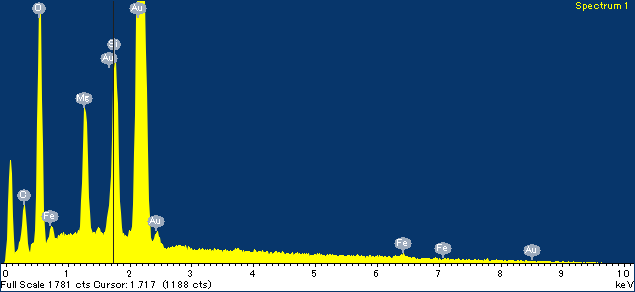 Spectrum 1
O Au
Si
Au
Mg
C
Fe Au
Fe Fe Au
0 1 2 3 4 5 6 7 8 9 10
Full Scale 1781 cts Cursor: 1.717 (1188 cts) keV